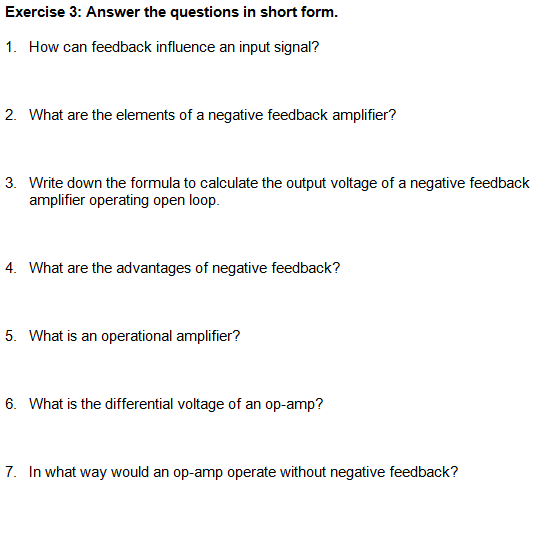 Exercise 3: Answer the questions in short form.
1. How can feedback influence an input signal?
2. What are the elements of a negative feedback amplifier?
3. Write down the formula to calculate the output voltage of a negative feedback
amplifier operating open loop.
4. What are the advantages of negative feedback?
5. What is an operational amplifier?
6. What is the differential voltage of an op-amp?
7. In what way would an op-amp operate without negative feedback?